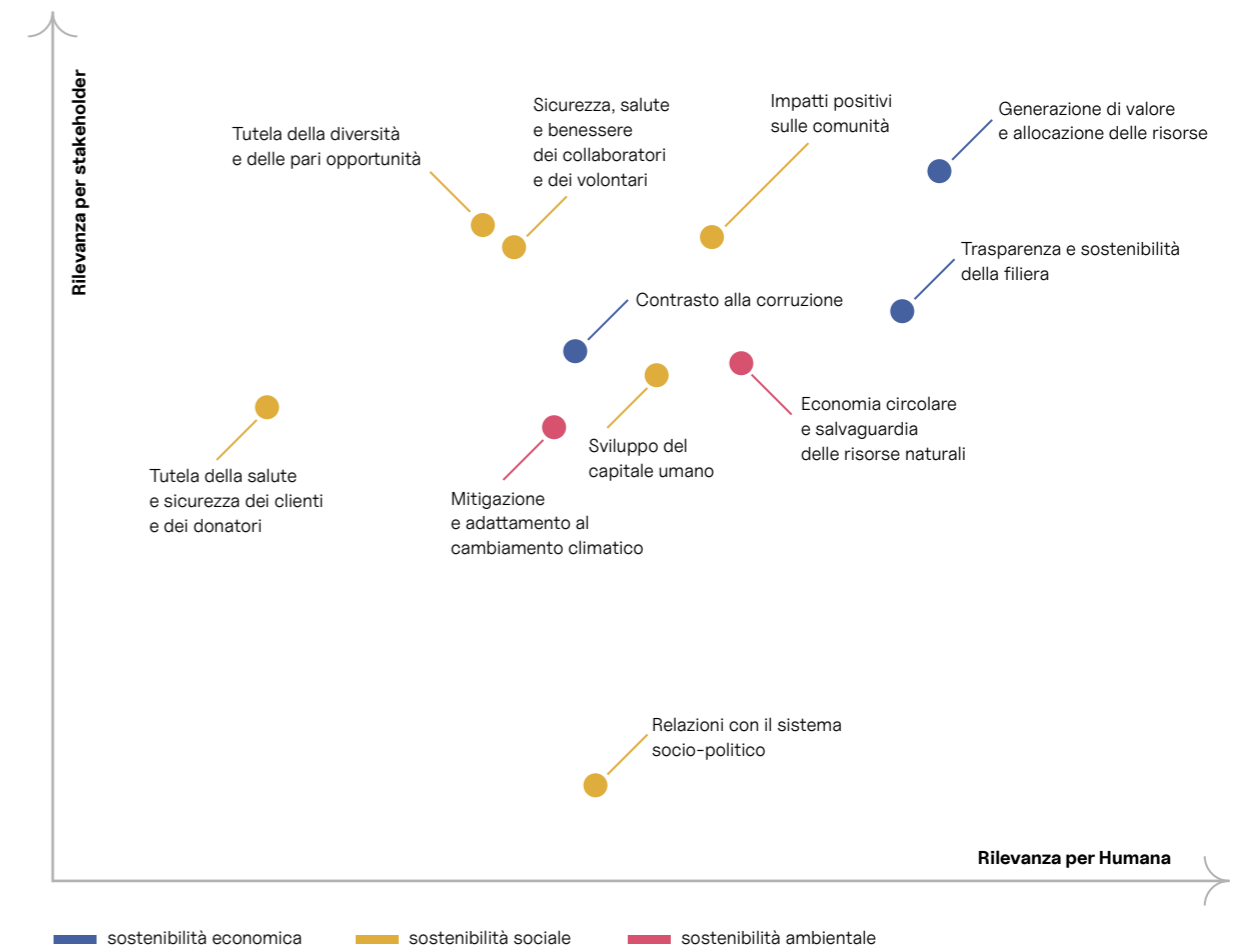 Rilevanza per stakeholder
Tutela della diversità
e delle pari opportunità
Sicurezza, salute
e benessere
dei collaboratori
e dei volontari
Impatti positivi
sulle comunità
Generazione di valore
e allocazione delle risorse
Trasparenza e sostenibilità
della filiera
Contrasto alla corruzione
Economia circolare
e salvaguardia
delle risorse naturali
Sviluppo del
capitale umano
Tutela della salute
e sicurezza dei clienti
e dei donatori
Mitigazione
e adattamento al
cambiamento climatico
Relazioni con il sistema
socio-politico
Rilevanza per Humana
sostenibilità economica
sostenibilità sociale
sostenibilità ambientale